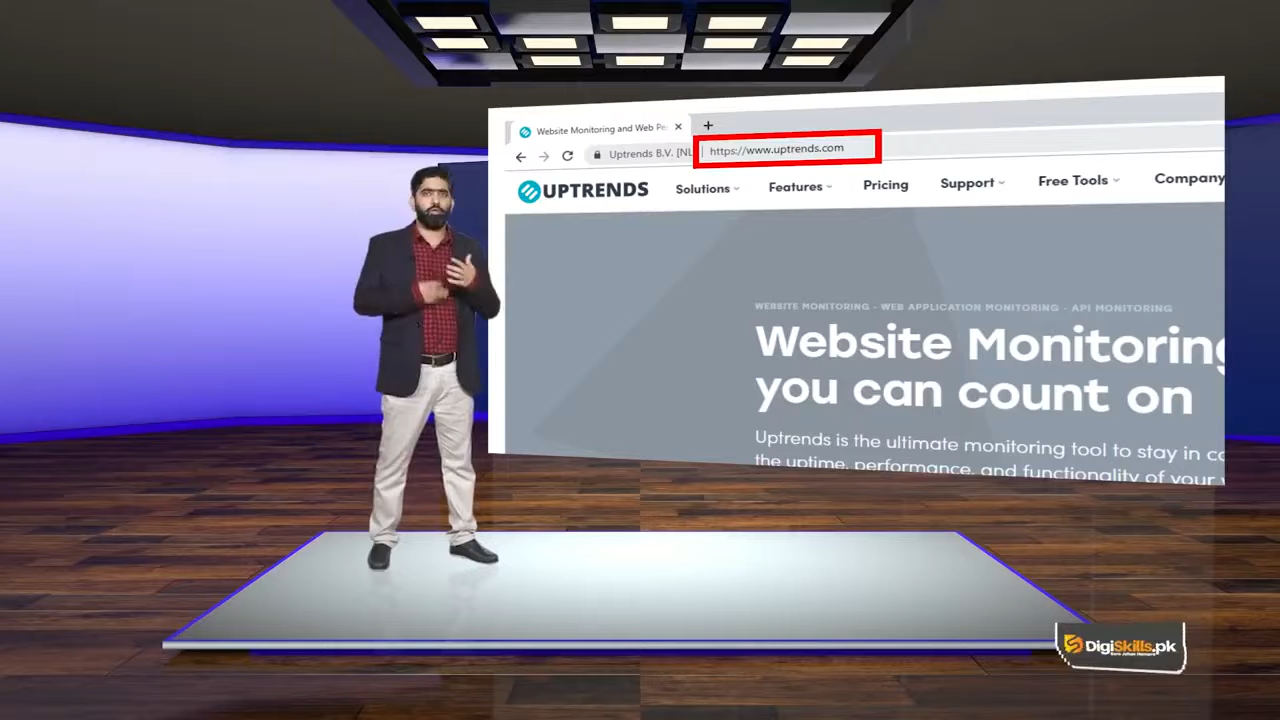 Website Monitoring and Web Pe
Uptrends B.V. [NL
https://www.uptrends.com
UPTRENDS
Solutions
Features
Pricing
Support
Free Tools
Company
WEBSITE MONITORING - WEB APPLICATION MONITORING - API MONITORING
Website Monitoring
you can count on
Uptrends is the ultimate monitoring tool to stay in co
the uptime, performance, and functionality of your
DigiSkills.pk